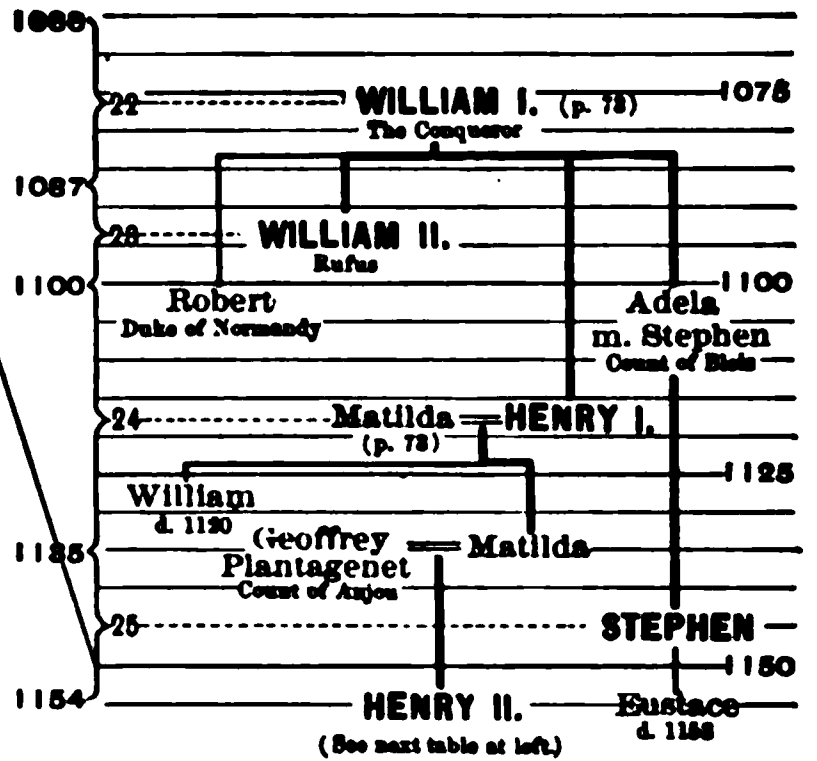 1066
22 WILLIAM I. (p. 73) 1075
The Conqueror
1087
23 WILLIAM II.
Rufus
1100 1100
Robert Adela
Duke of Normandy m. Stephen
Count of Blois
24 Matilda = HENRY I.
(p. 73)
1125
William
d. 1120
1135 Geoffrey = Matilda
Plantagenet
Count of Anjou
25 STEPHEN
1150
1154 HENRY II. Eustace
(See next table at left.) d. 1153